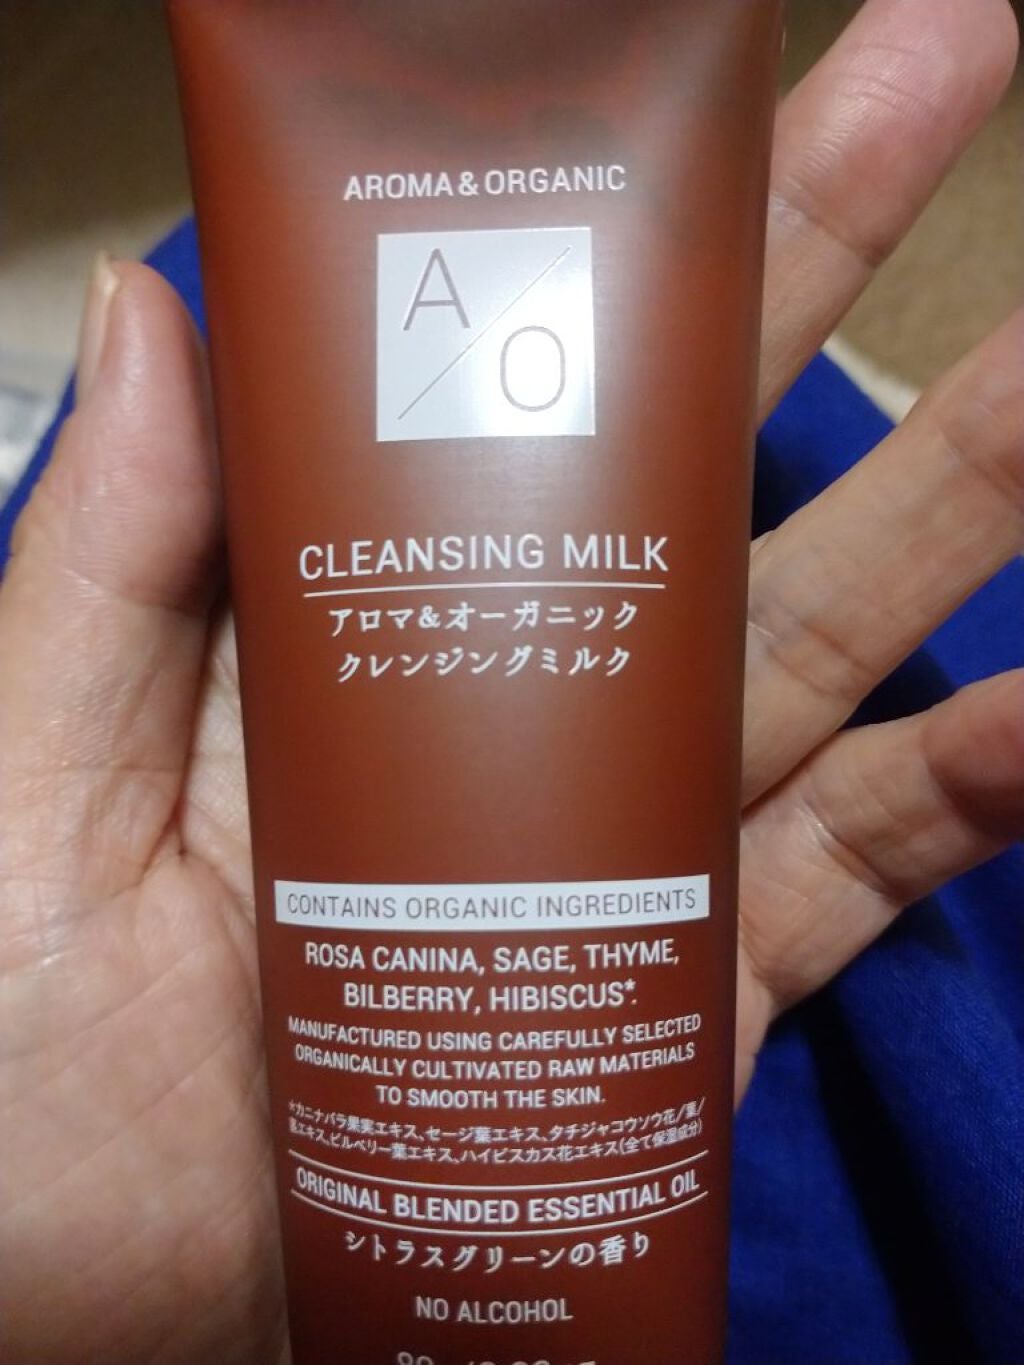 AROMA & ORGANIC
A/O
CLEANSING MILK
アロマ&オーガニック
クレンジングミルク
CONTAINS ORGANIC INGREDIENTS
ROSA CANINA, SAGE, THYME,
BILBERRY, HIBISCUS*.
MANUFACTURED USING CAREFULLY SELECTED
ORGANICALLY CULTIVATED RAW MATERIALS
TO SMOOTH THE SKIN.
*カニナバラ果実エキス、セージ葉エキス、タチジャコウソウ花/葉/
茎エキス、ビルベリー葉エキス、ハイビスカス花エキス(全て保湿成分)
ORIGINAL BLENDED ESSENTIAL OIL
シトラスグリーンの香り
NO ALCOHOL